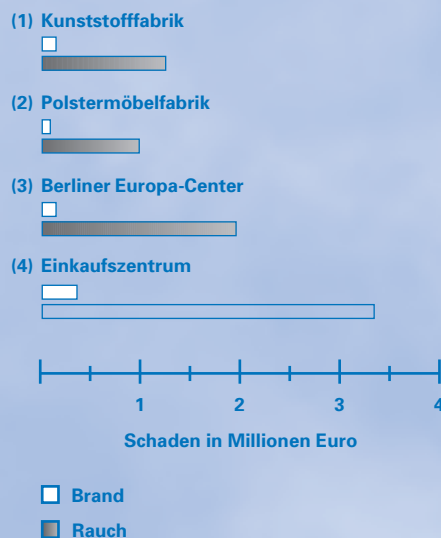 (1) Kunststofffabrik
(2) Polstermöbelfabrik
(3) Berliner Europa-Center
(4) Einkaufszentrum
1 2 3 4
Schaden in Millionen Euro
Brand
Rauch